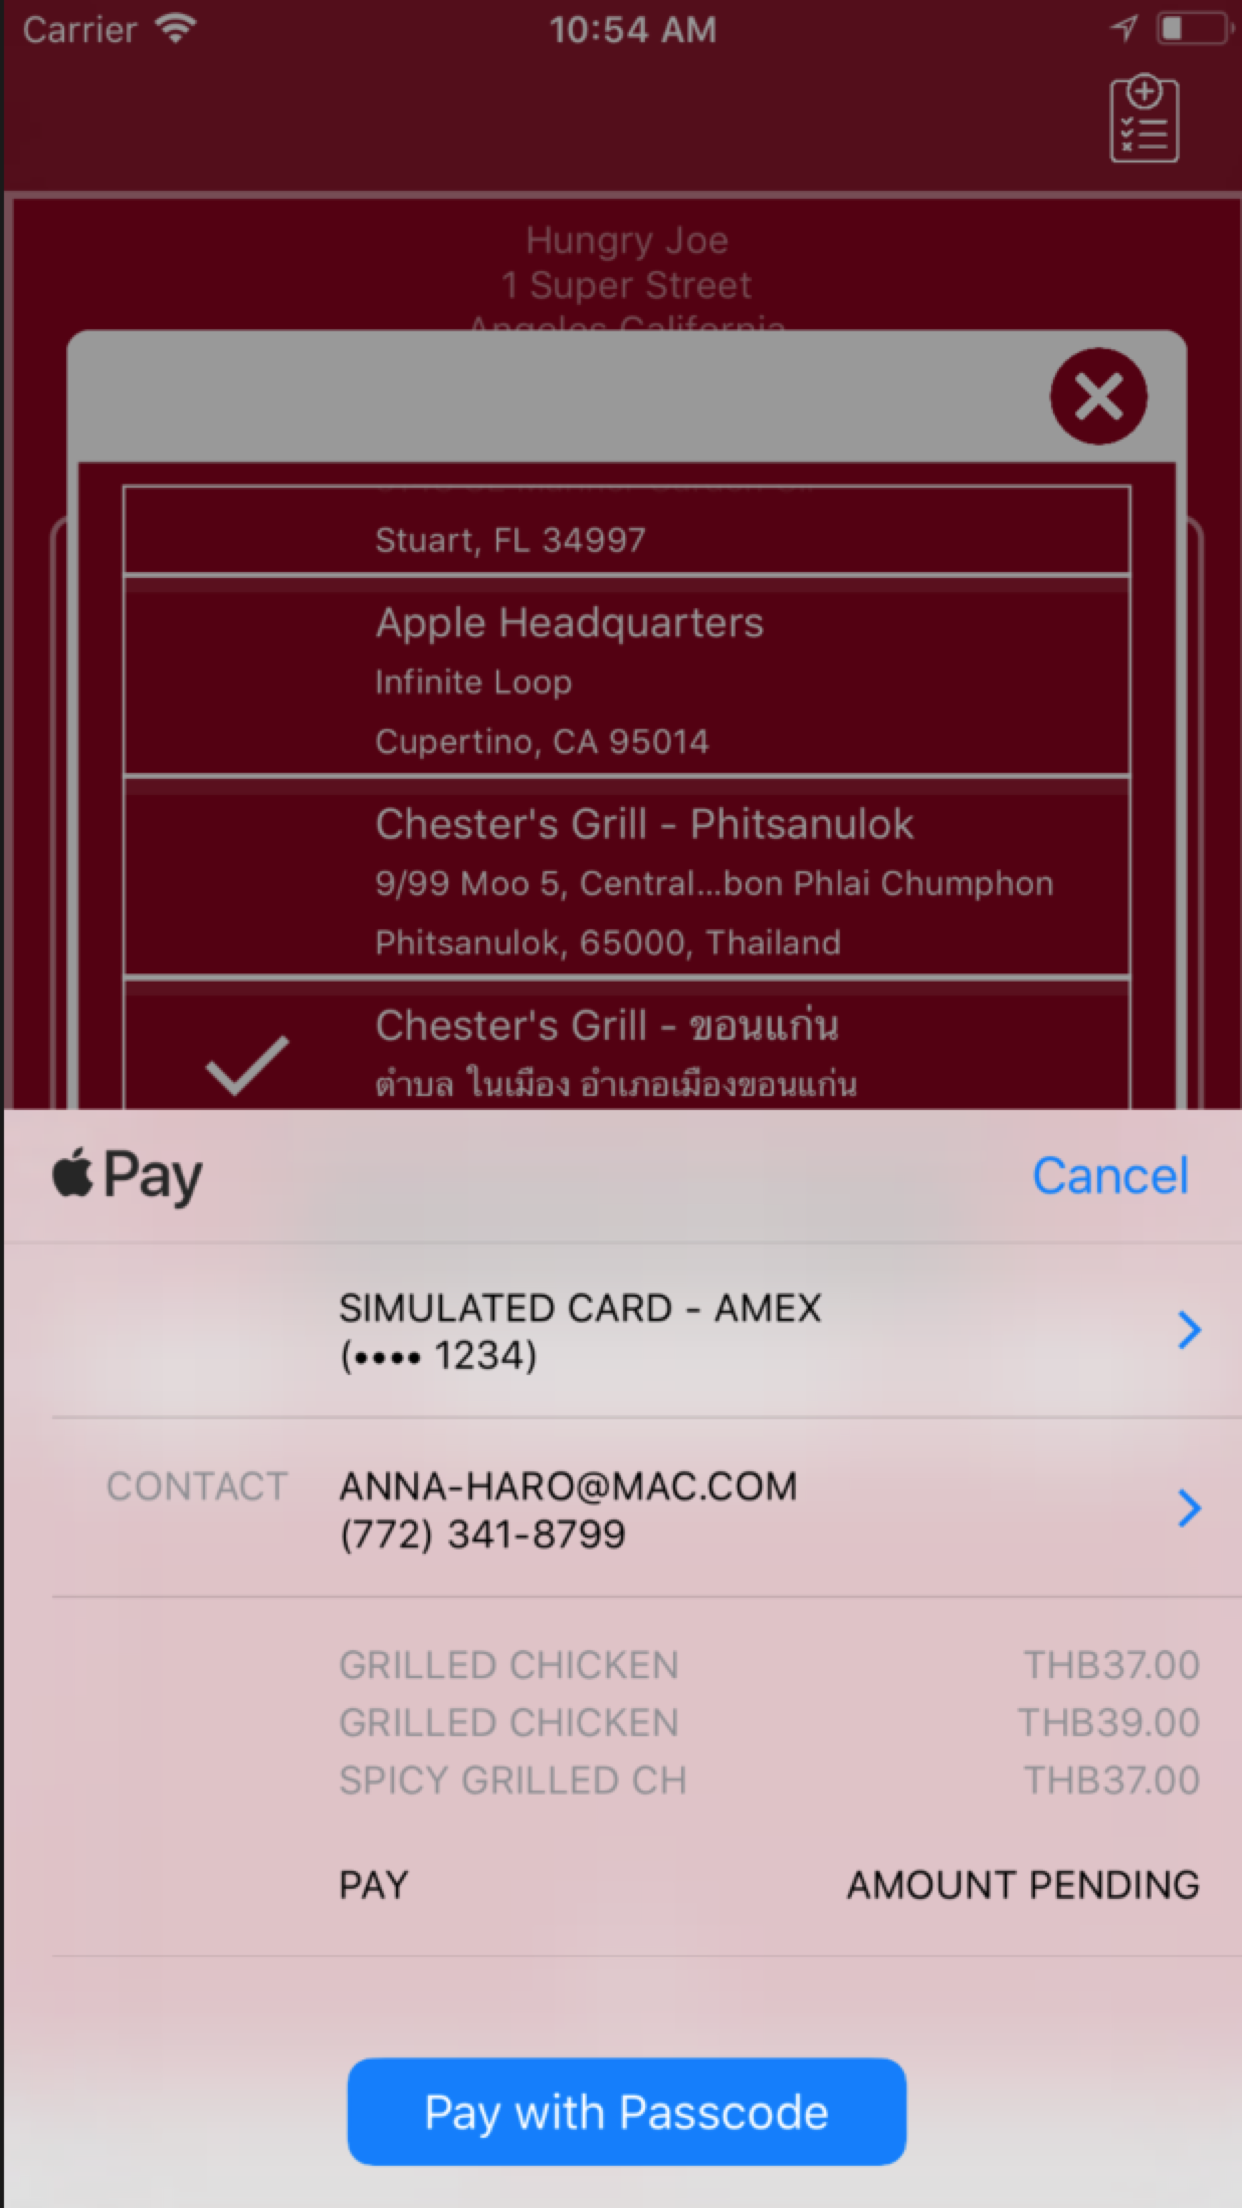 Carrier
10:54 AM
Hungry Joe
1 Super Street
Angeles California
Stuart, FL 34997
Apple Headquarters
Infinite Loop
Cupertino, CA 95014
Chester's Grill - Phitsanulok
9/99 Moo 5, Central...bon Phlai Chumphon
Phitsanulok, 65000, Thailand
Chester's Grill - ขอนแก่น
ตำบล ในเมือง อำเภอเมืองขอนแก่น
Pay
Cancel
SIMULATED CARD - AMEX
(•••• 1234)
CONTACT
ANNA-HARO@MAC.COM
(772) 341-8799
GRILLED CHICKEN THB37.00
GRILLED CHICKEN THB39.00
SPICY GRILLED CH THB37.00
PAY AMOUNT PENDING
Pay with Passcode